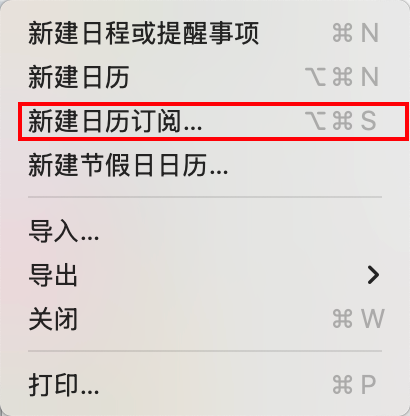 新建日程或提醒事项 ⌘ N
新建日历 ⌥ ⌘ N
新建日历订阅... ⌥ ⌘ S
新建节假日日历...
导入...
导出
关闭 ⌘ W
打印... ⌘ P